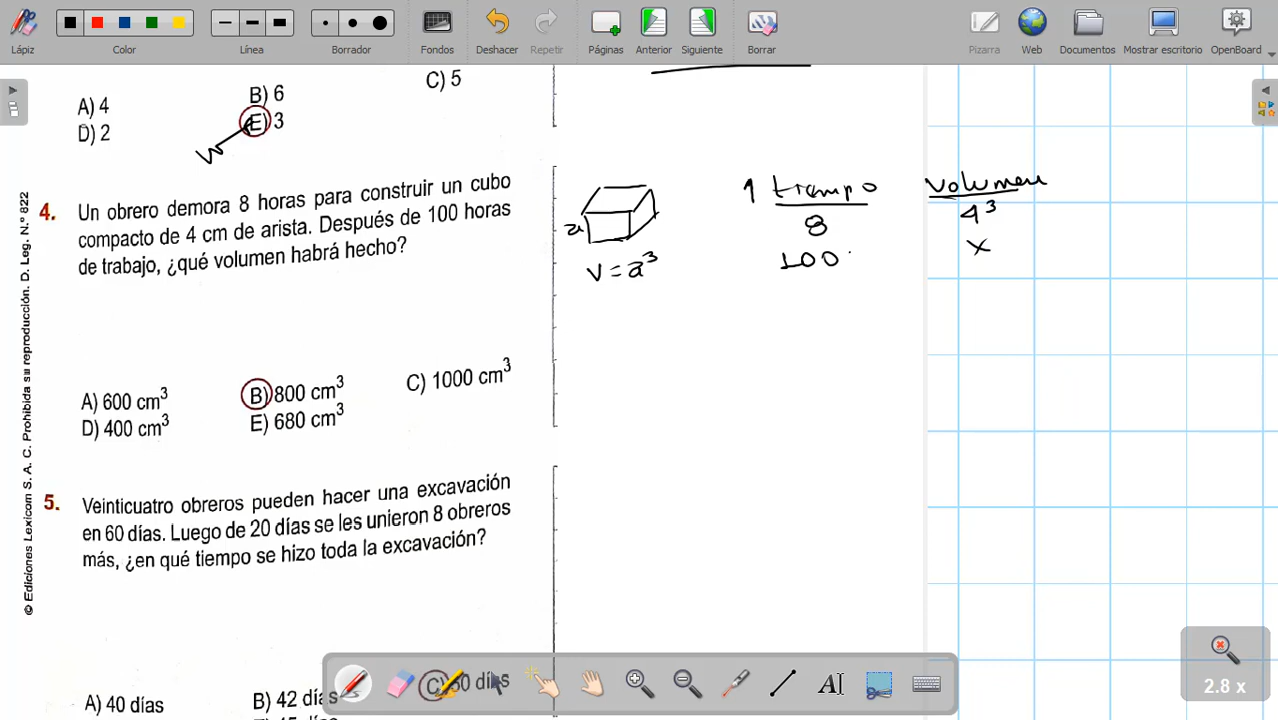 Lápiz
Color
Línea
Borrador
Fondos
Deshacer
Repetir
Páginas
Anterior
Siguiente
Borrar
Pizarra
Web
Documentos
Mostrar escritorio
OpenBoard
A) 4
B) 6
C) 5
D) 2
E) 3
4. Un obrero demora 8 horas para construir un cubo
compacto de 4 cm de arista. Después de 100 horas
de trabajo, ¿qué volumen habrá hecho?
A) 600 cm³
B) 800 cm³
C) 1000 cm³
D) 400 cm³
E) 680 cm³
a
V = a³
tiempo
volumen
8
4³
100
x
5. Veinticuatro obreros pueden hacer una excavación
en 60 días. Luego de 20 días se les unieron 8 obreros
más, ¿en qué tiempo se hizo toda la excavación?
A) 40 días
B) 42 días
© Ediciones Lexicom S. A. C. Prohibida su reproducción. D. Leg. N.º 822
2.8 x